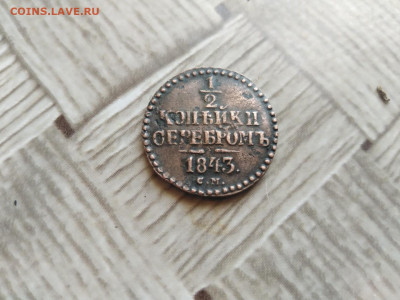 COINS.LAVE.RU
1/2
КОПѢЙКИ
СЕРЕБРОМЪ
1843.
С.М.